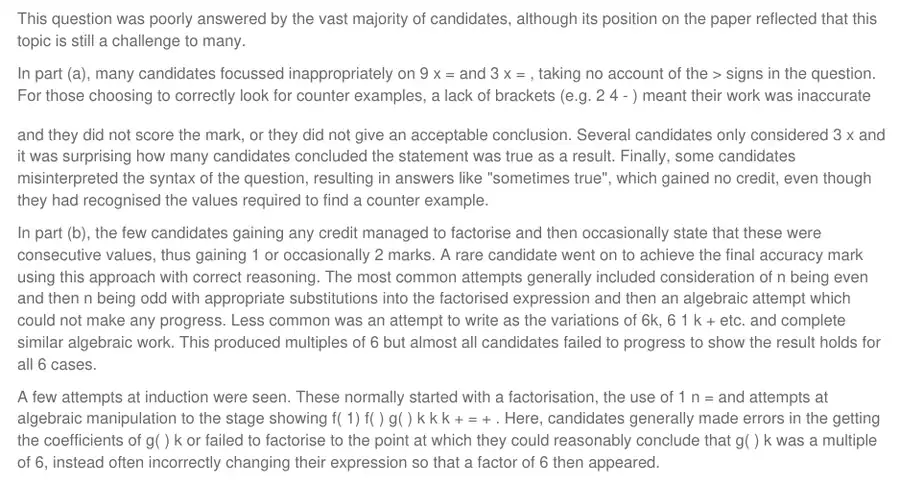 This question was poorly answered by the vast majority of candidates, although its position on the paper reflected that this
topic is still a challenge to many.
In part (a), many candidates focussed inappropriately on 9 x = and 3 x = , taking no account of the > signs in the question.
For those choosing to correctly look for counter examples, a lack of brackets (e.g. 2 4 - ) meant their work was inaccurate
and they did not score the mark, or they did not give an acceptable conclusion. Several candidates only considered 3 x and
it was surprising how many candidates concluded the statement was true as a result. Finally, some candidates
misinterpreted the syntax of the question, resulting in answers like "sometimes true", which gained no credit, even though
they had recognised the values required to find a counter example.
In part (b), the few candidates gaining any credit managed to factorise and then occasionally state that these were
consecutive values, thus gaining 1 or occasionally 2 marks. A rare candidate went on to achieve the final accuracy mark
using this approach with correct reasoning. The most common attempts generally included consideration of n being even
and then n being odd with appropriate substitutions into the factorised expression and then an algebraic attempt which
could not make any progress. Less common was an attempt to write as the variations of 6k, 6 1 k + etc. and complete
similar algebraic work. This produced multiples of 6 but almost all candidates failed to progress to show the result holds for
all 6 cases.
A few attempts at induction were seen. These normally started with a factorisation, the use of 1 n = and attempts at
algebraic manipulation to the stage showing f( 1) f( ) g( ) k k k + = + . Here, candidates generally made errors in the getting
the coefficients of g( ) k or failed to factorise to the point at which they could reasonably conclude that g( ) k was a multiple
of 6, instead often incorrectly changing their expression so that a factor of 6 then appeared.